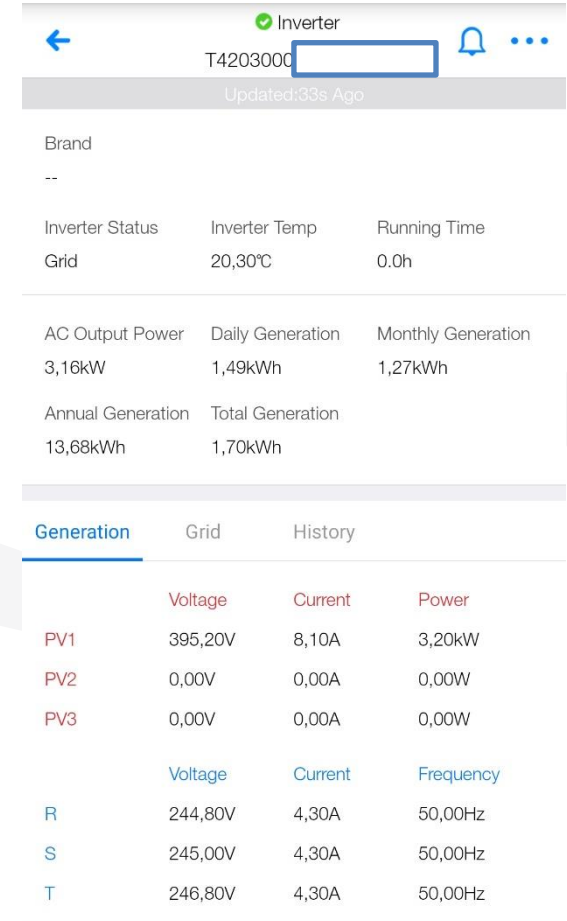 Inverter
T4203000
Updated:33s Ago
Brand
--
Inverter Status Inverter Temp Running Time
Grid 20,30℃ 0.0h
AC Output Power Daily Generation Monthly Generation
3,16kW 1,49kWh 1,27kWh
Annual Generation Total Generation
13,68kWh 1,70kWh
Generation Grid History
Voltage Current Power
PV1 395,20V 8,10A 3,20kW
PV2 0,00V 0,00A 0,00W
PV3 0,00V 0,00A 0,00W
Voltage Current Frequency
R 244,80V 4,30A 50,00Hz
S 245,00V 4,30A 50,00Hz
T 246,80V 4,30A 50,00Hz